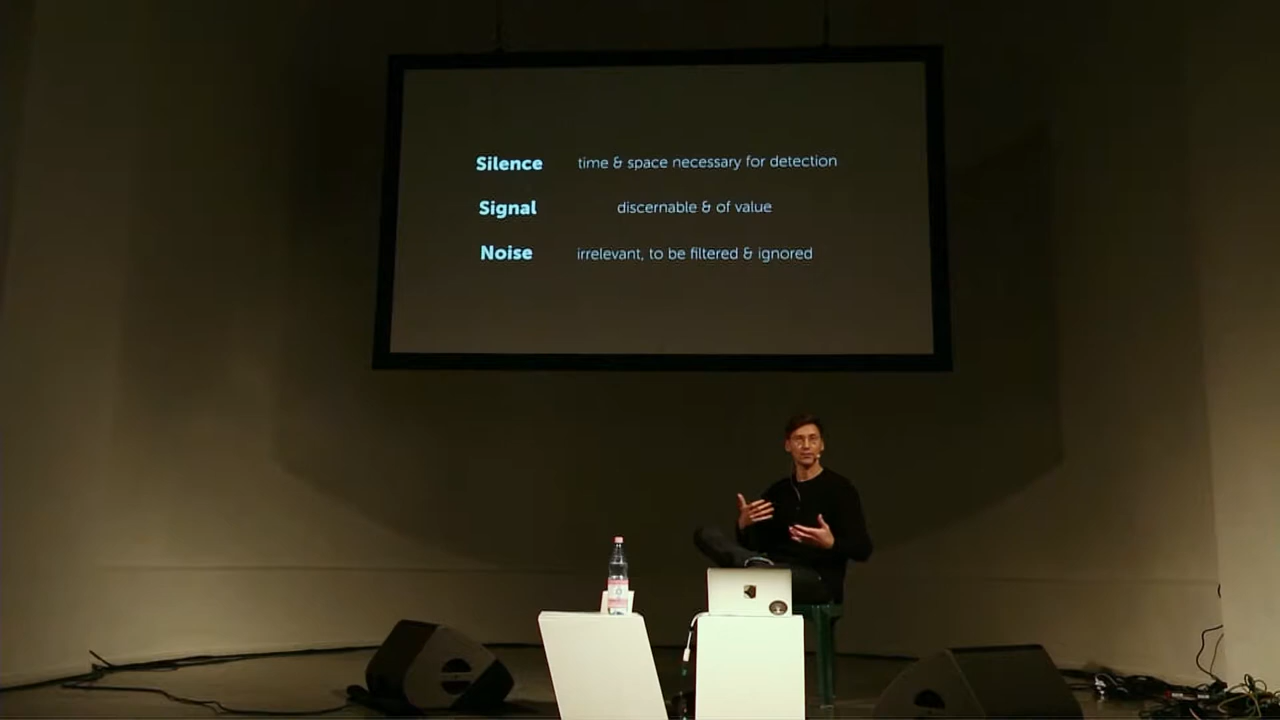 Silence time & space necessary for detection
Signal discernable & of value
Noise irrelevant, to be filtered & ignored